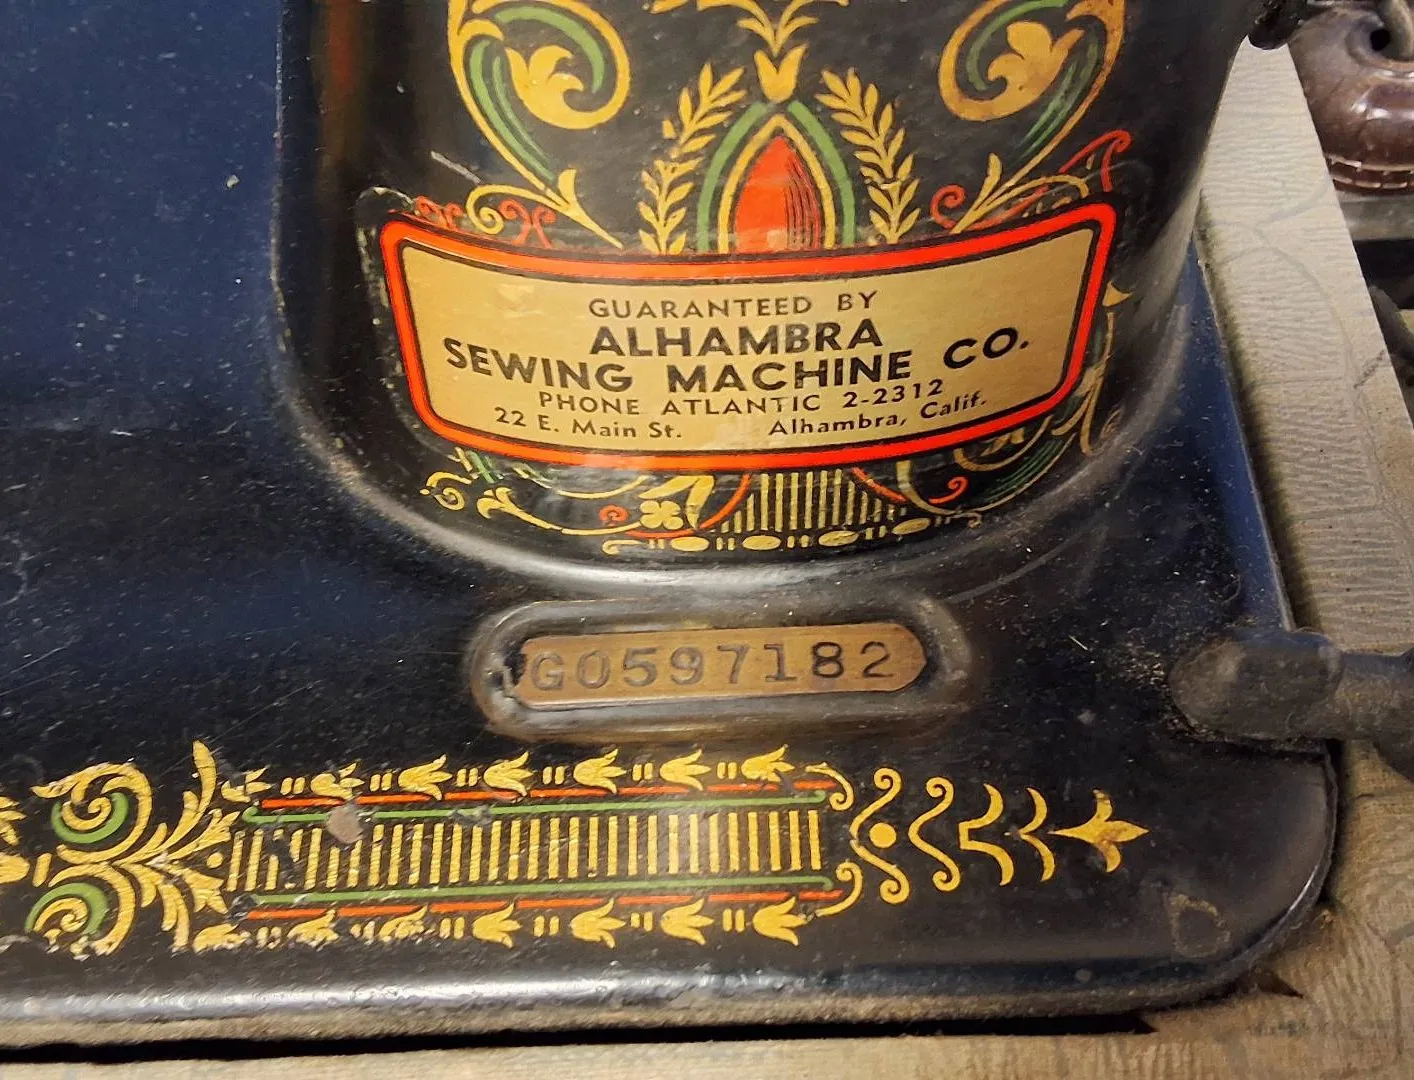 GUARANTEED BY
ALHAMBRA
SEWING MACHINE CO.
PHONE ATLANTIC 2-2312
22 E. Main St. Alhambra, Calif.
G0597182